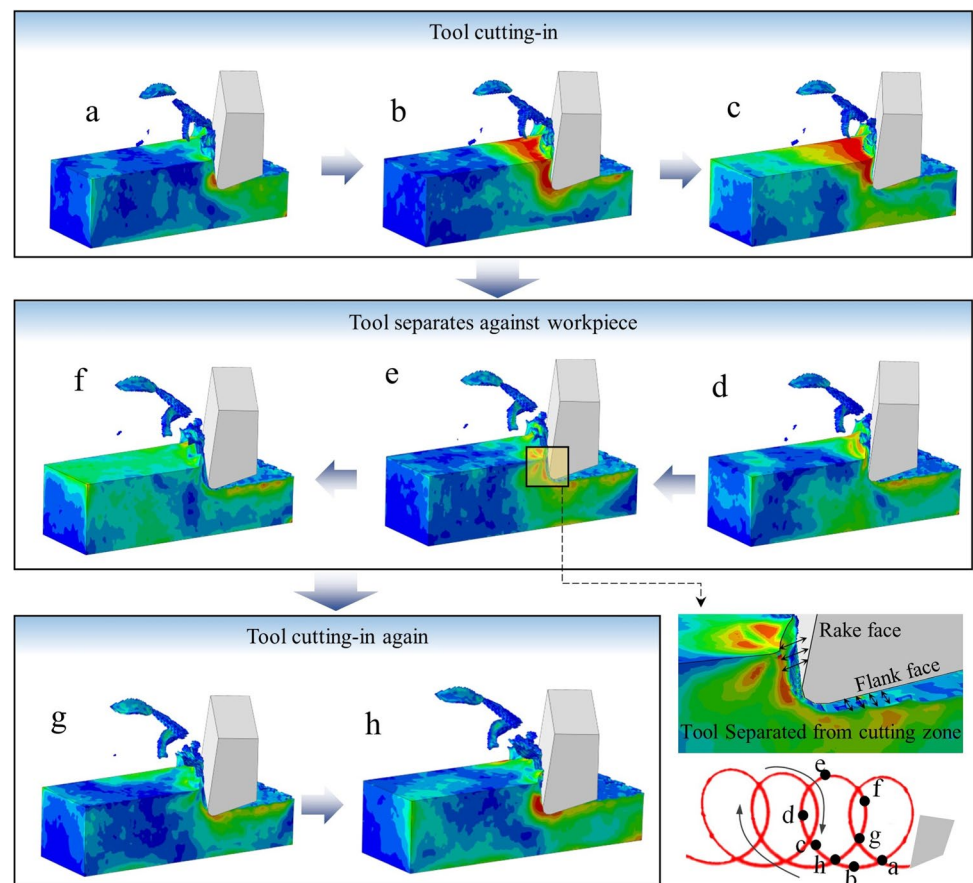 Tool cutting-in
a
b
c
Tool separates against workpiece
f
e
d
Tool cutting-in again
g
h
Rake face
Flank face
Tool Separated from cutting zone
e
f
d
g
c
h
b
a